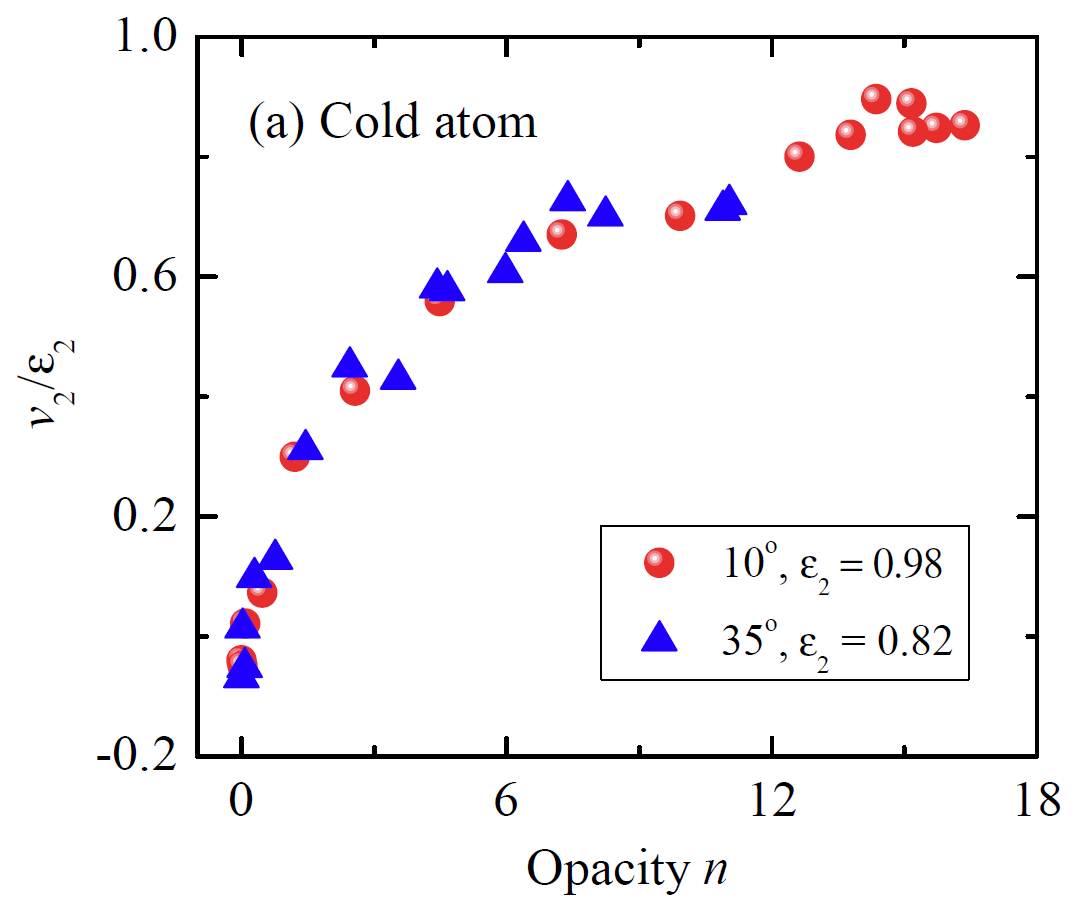 1.0
(a) Cold atom
0.6
v₂/ε₂
0.2
10°, ε₂ = 0.98
35°, ε₂ = 0.82
-0.2
0 6 12 18
Opacity n